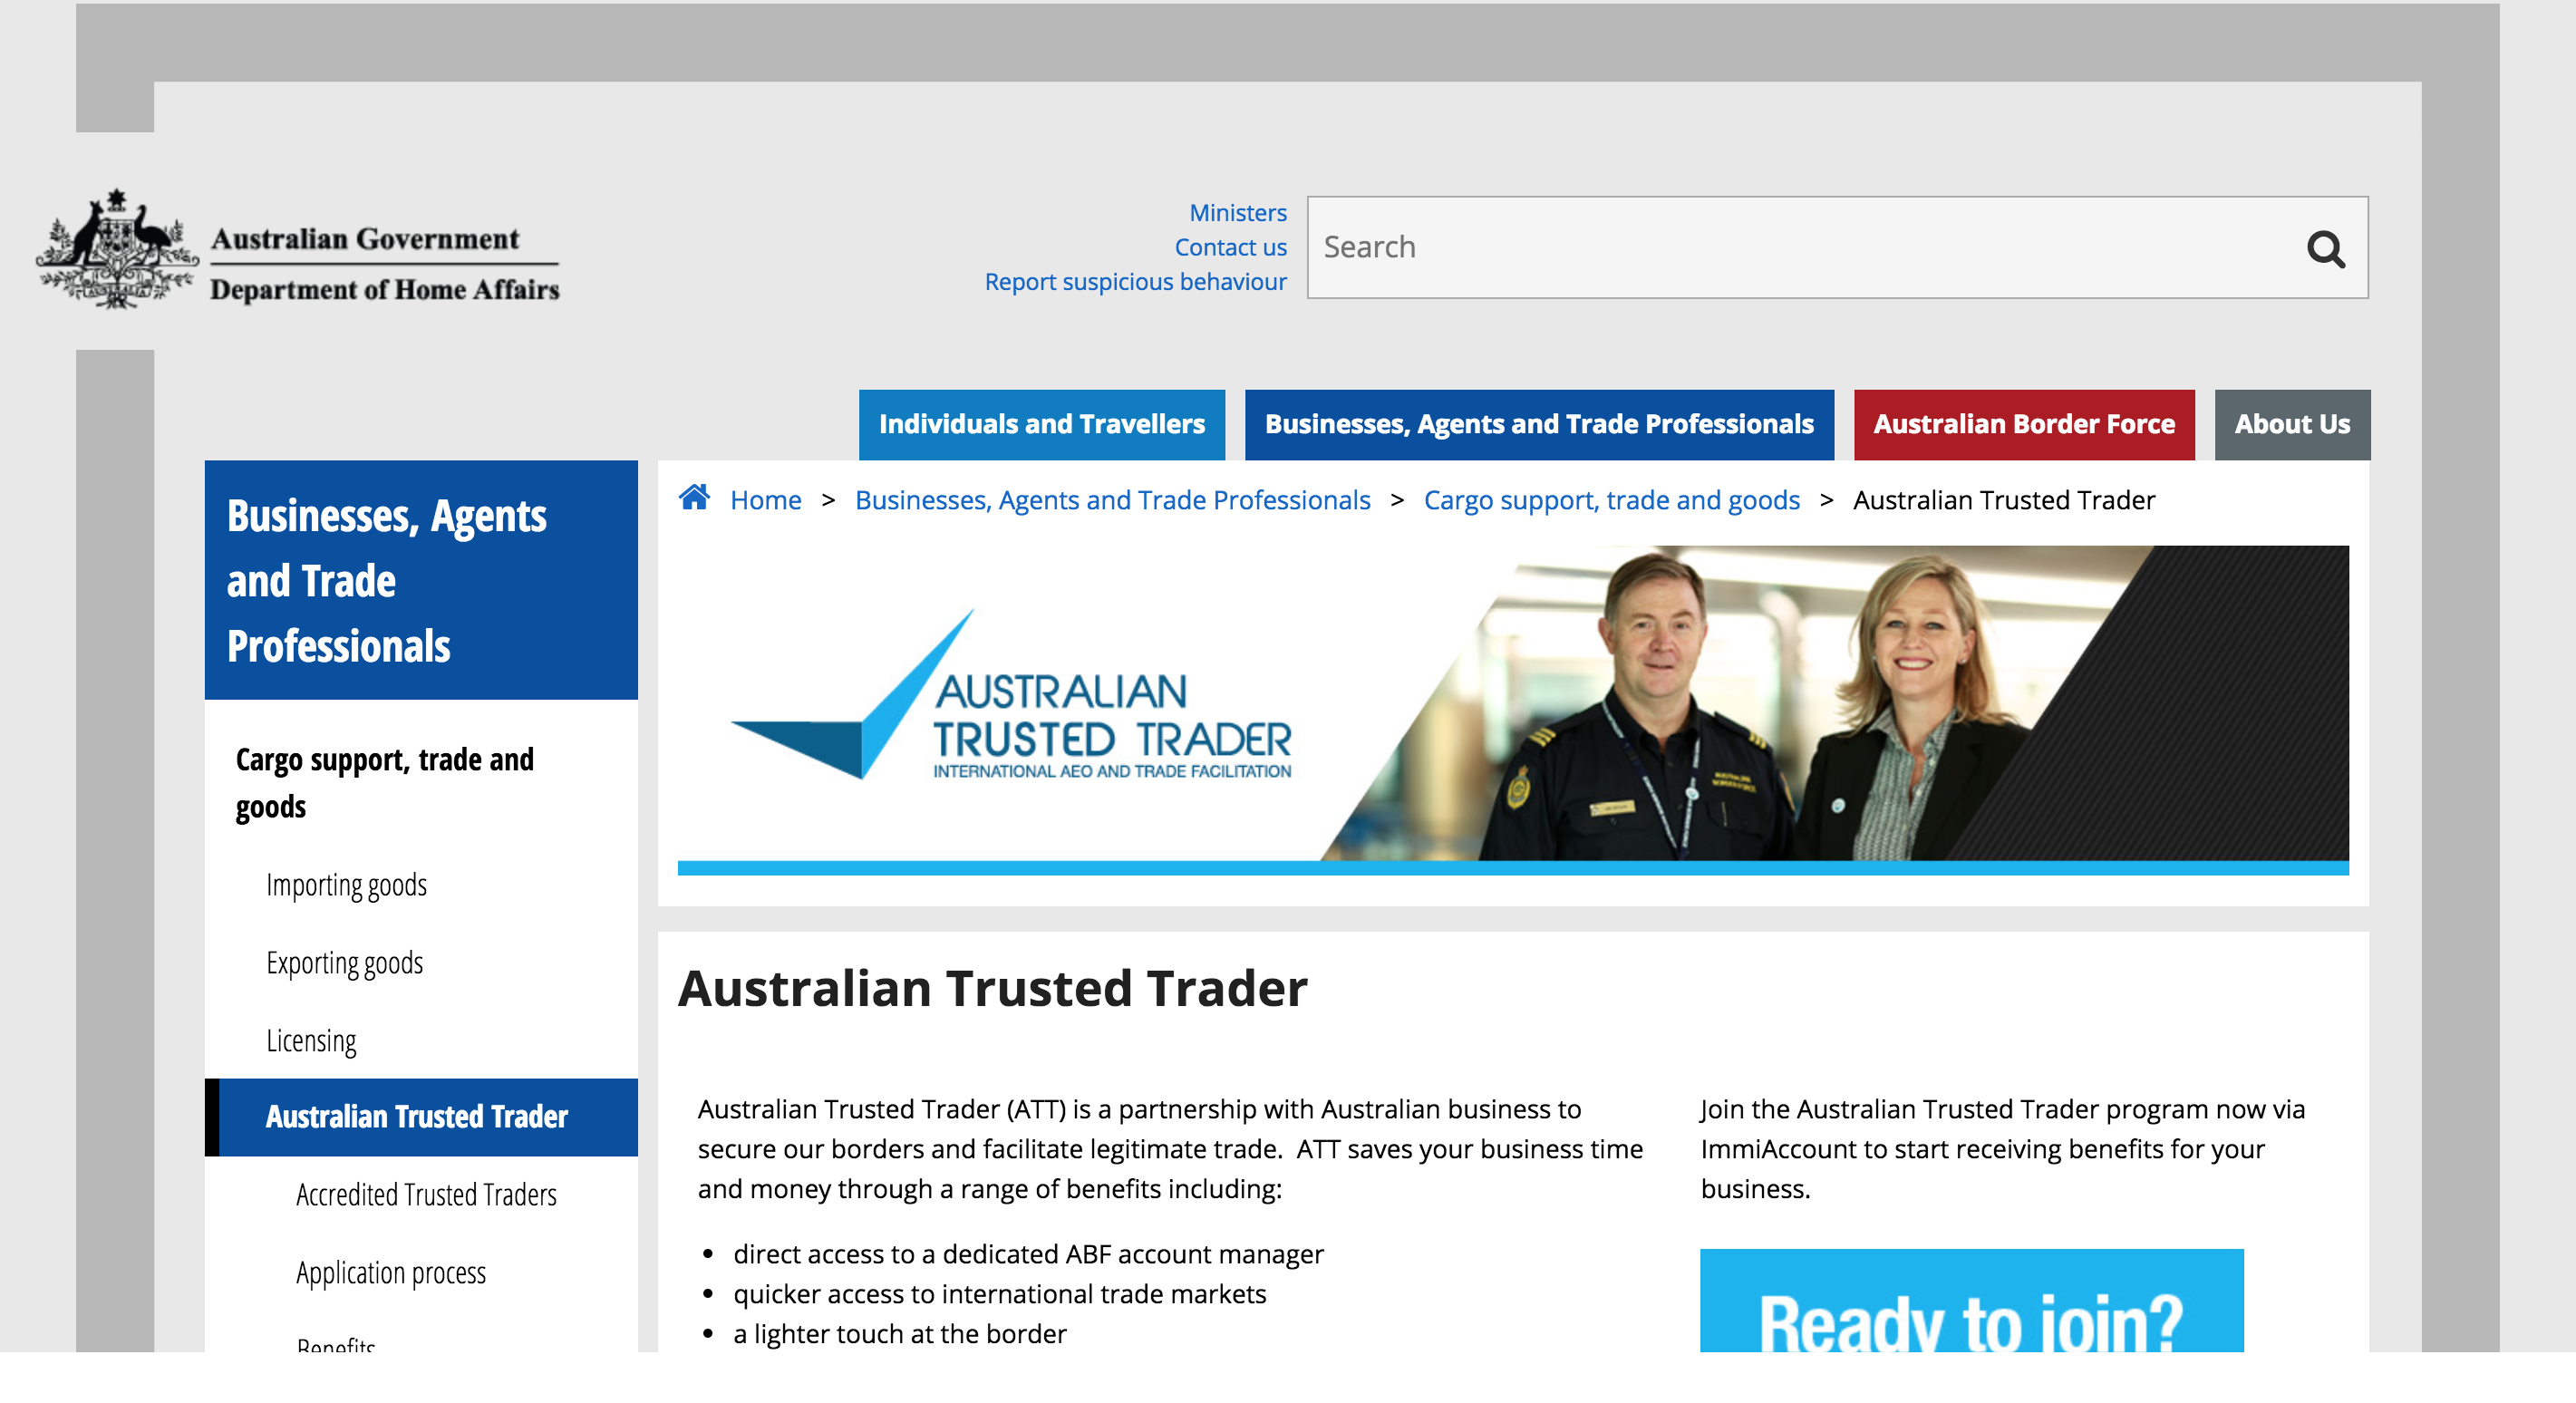 Australian Government
Department of Home Affairs
Ministers
Contact us
Report suspicious behaviour
Search
Individuals and Travellers
Businesses, Agents and Trade Professionals
Australian Border Force
About Us
Businesses, Agents
and Trade
Professionals
Cargo support, trade and
goods
Importing goods
Exporting goods
Licensing
Australian Trusted Trader
Accredited Trusted Traders
Application process
Benefits
Home > Businesses, Agents and Trade Professionals > Cargo support, trade and goods > Australian Trusted Trader
AUSTRALIAN
TRUSTED TRADER
INTERNATIONAL AEO AND TRADE FACILITATION
AUSTRALIAN
BORDER FORCE
Australian Trusted Trader
Australian Trusted Trader (ATT) is a partnership with Australian business to
secure our borders and facilitate legitimate trade.  ATT saves your business time
and money through a range of benefits including:
• direct access to a dedicated ABF account manager
• quicker access to international trade markets
• a lighter touch at the border
Join the Australian Trusted Trader program now via
ImmiAccount to start receiving benefits for your
business.
Ready to join?